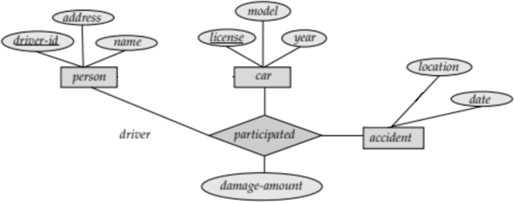 address
model
driver-id
name
license
year
location
person
car
date
driver
participated
accident
damage-amount